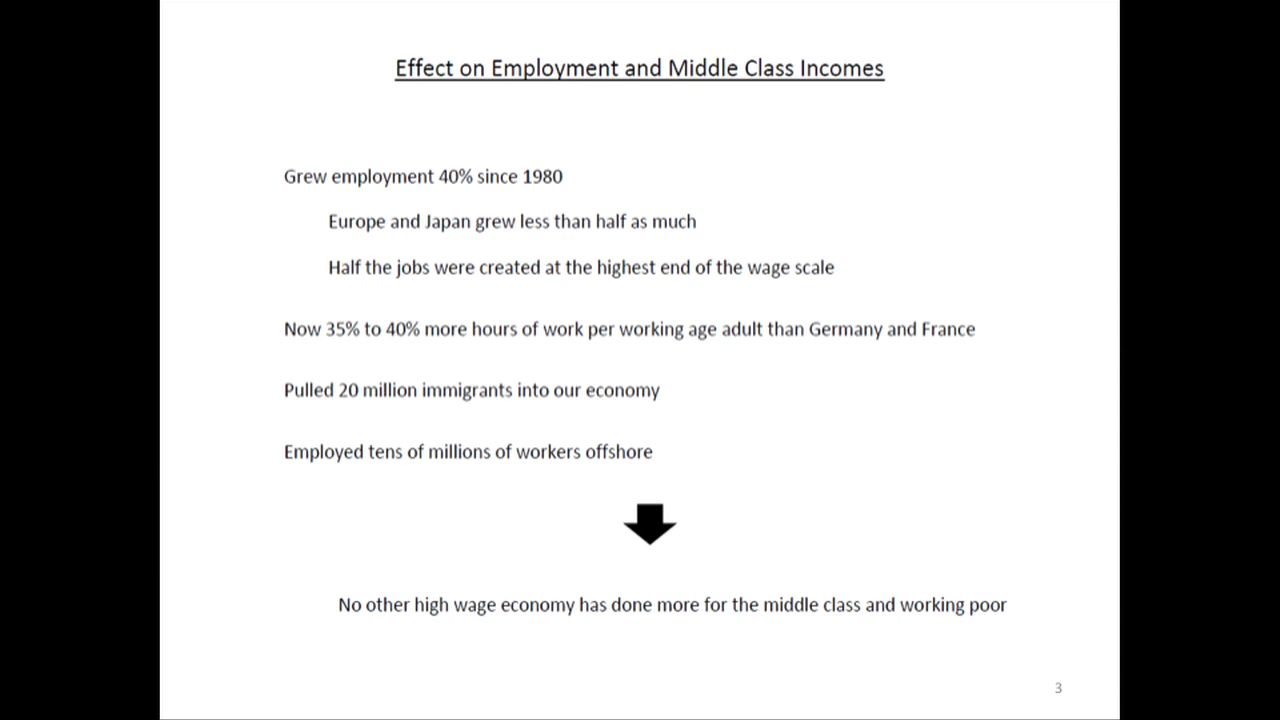 Effect on Employment and Middle Class Incomes
Grew employment 40% since 1980
Europe and Japan grew less than half as much
Half the jobs were created at the highest end of the wage scale
Now 35% to 40% more hours of work per working age adult than Germany and France
Pulled 20 million immigrants into our economy
Employed tens of millions of workers offshore
No other high wage economy has done more for the middle class and working poor
3